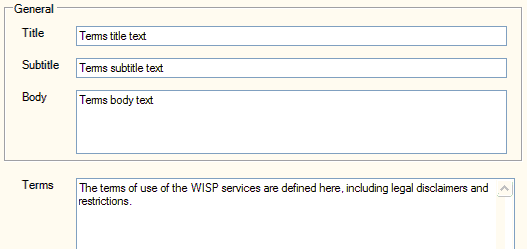 General
Title
Terms title text
Subtitle
Terms subtitle text
Body
Terms body text
Terms
The terms of use of the WISP services are defined here, including legal disclaimers and
restrictions.